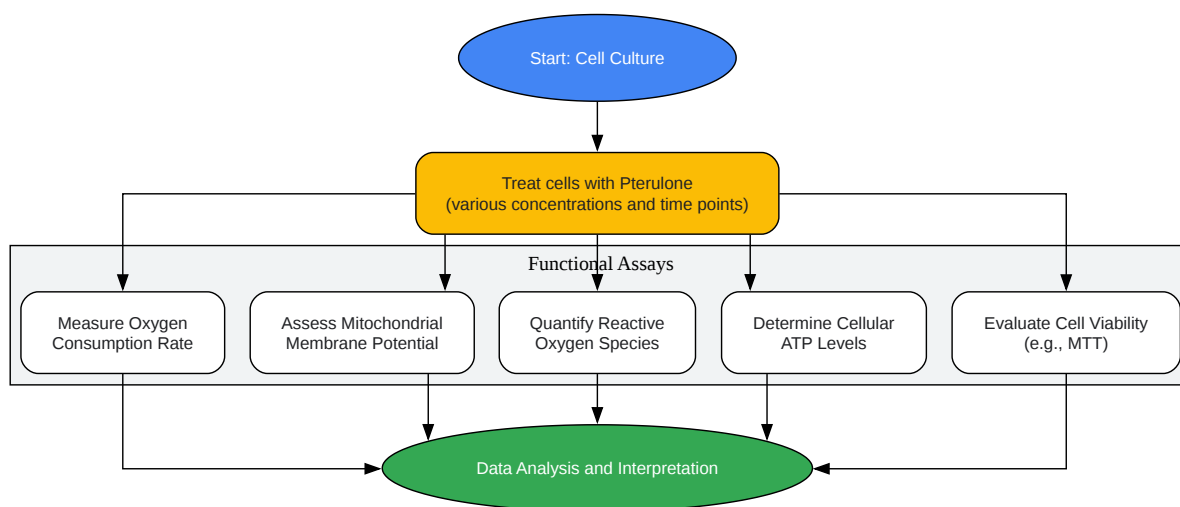 Start: Cell Culture
Treat cells with Pterulone
(various concentrations and time points)
Functional Assays
Measure Oxygen
Consumption Rate
Assess Mitochondrial
Membrane Potential
Quantify Reactive
Oxygen Species
Determine Cellular
ATP Levels
Evaluate Cell Viability
(e.g., MTT)
Data Analysis and Interpretation